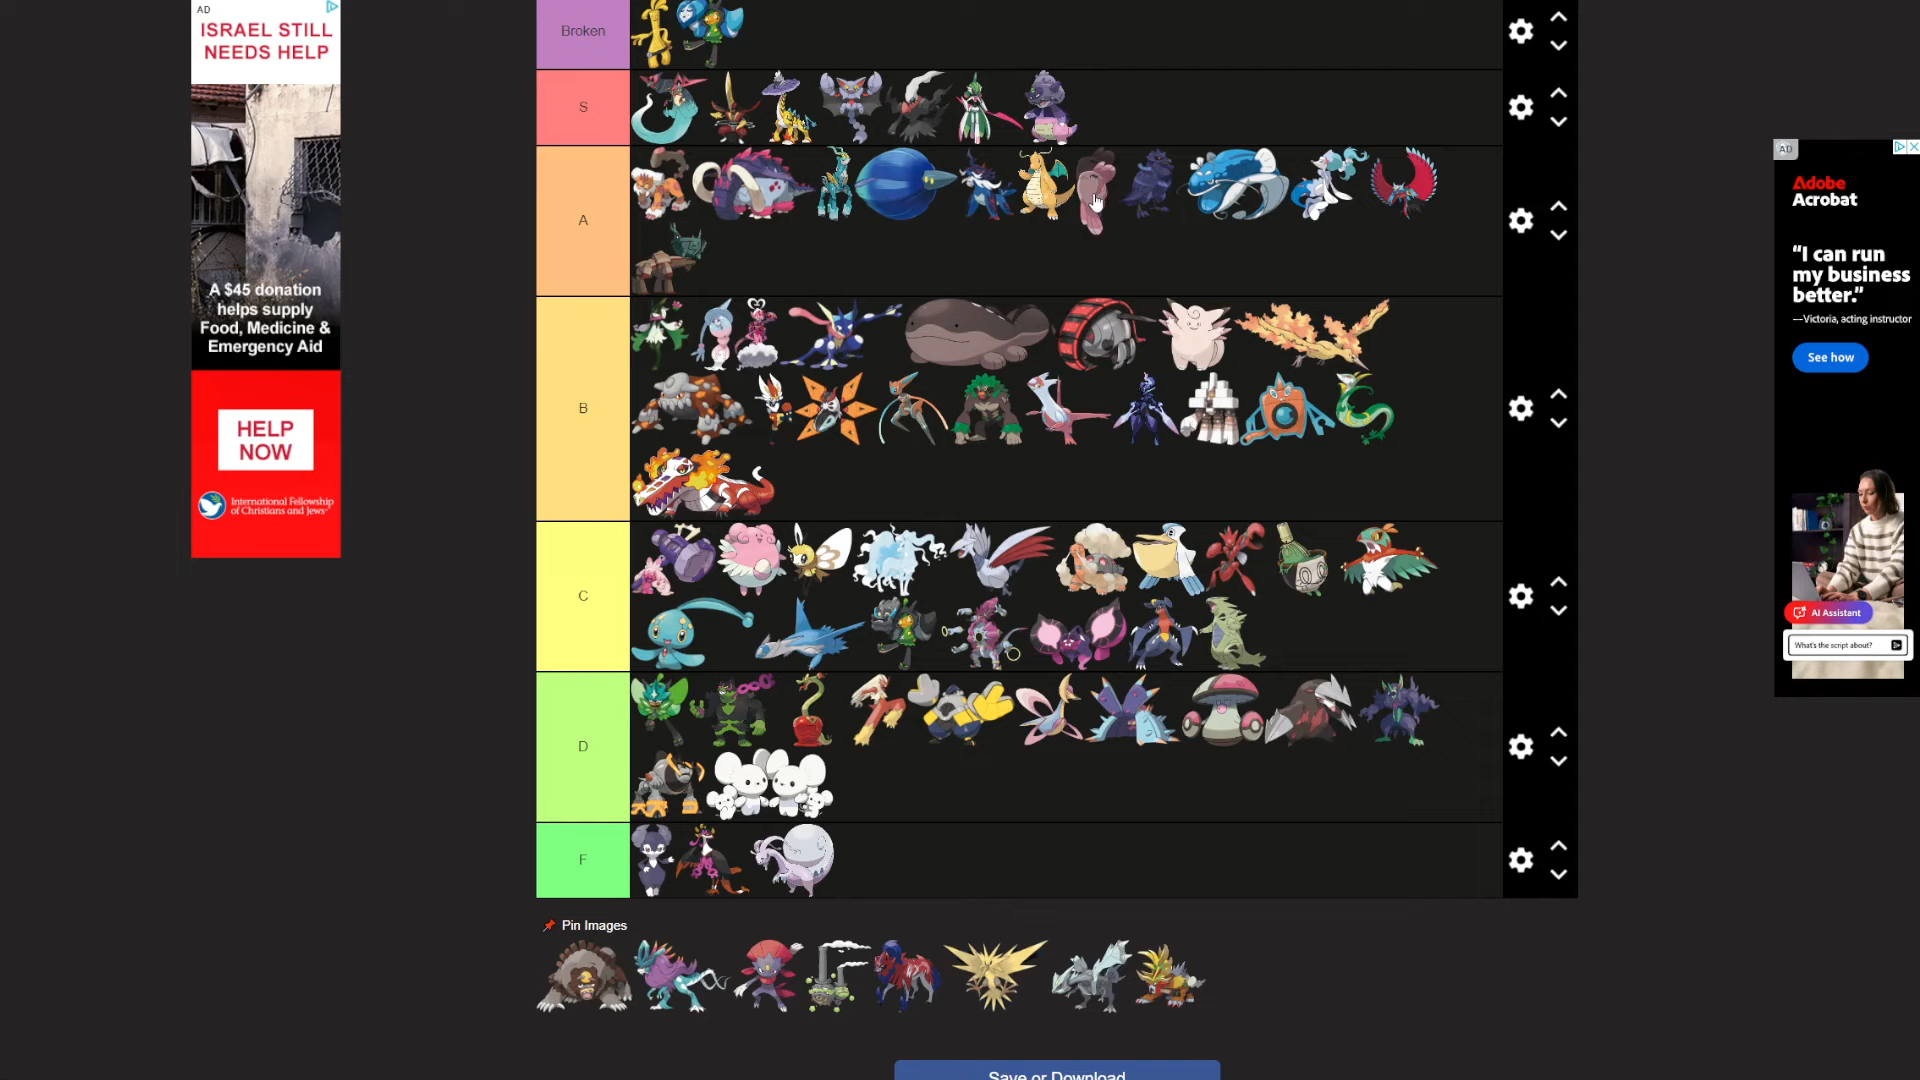 AD
ISRAEL STILL
NEEDS HELP
A $45 donation
helps supply
Food, Medicine &
Emergency Aid
HELP
NOW
International Fellowship
of Christians and Jews
Broken
S
A
B
C
D
F
Pin Images
Save or Download
AD
Adobe
Acrobat
“I can run
my business
better.”
—Victoria, acting instructor
See how
AI Assistant
What's the script about?